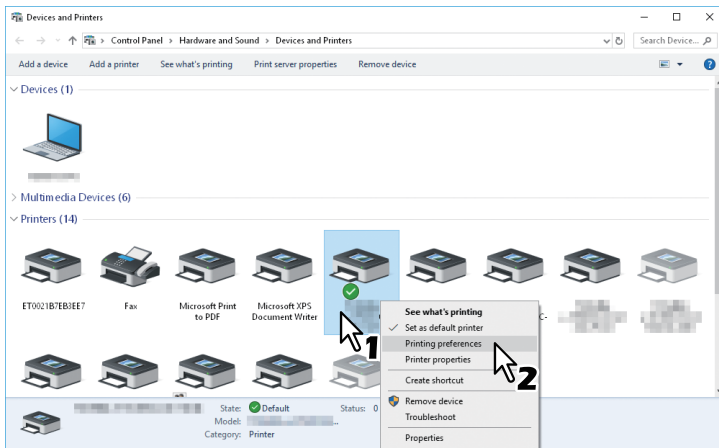 Devices and Printers
Control Panel > Hardware and Sound > Devices and Printers
Search Device...
Add a device Add a printer See what's printing Print server properties Remove device
Devices (1)
Multimedia Devices (6)
Printers (14)
ET0021B7EB3EE7
Fax
Microsoft Print
to PDF
Microsoft XPS
Document Writer
C-
1
See what's printing
Set as default printer
Printing preferences
Printer properties
2
Create shortcut
Remove device
Troubleshoot
Properties
State: Default Status: 0
Model: ...
Category: Printer